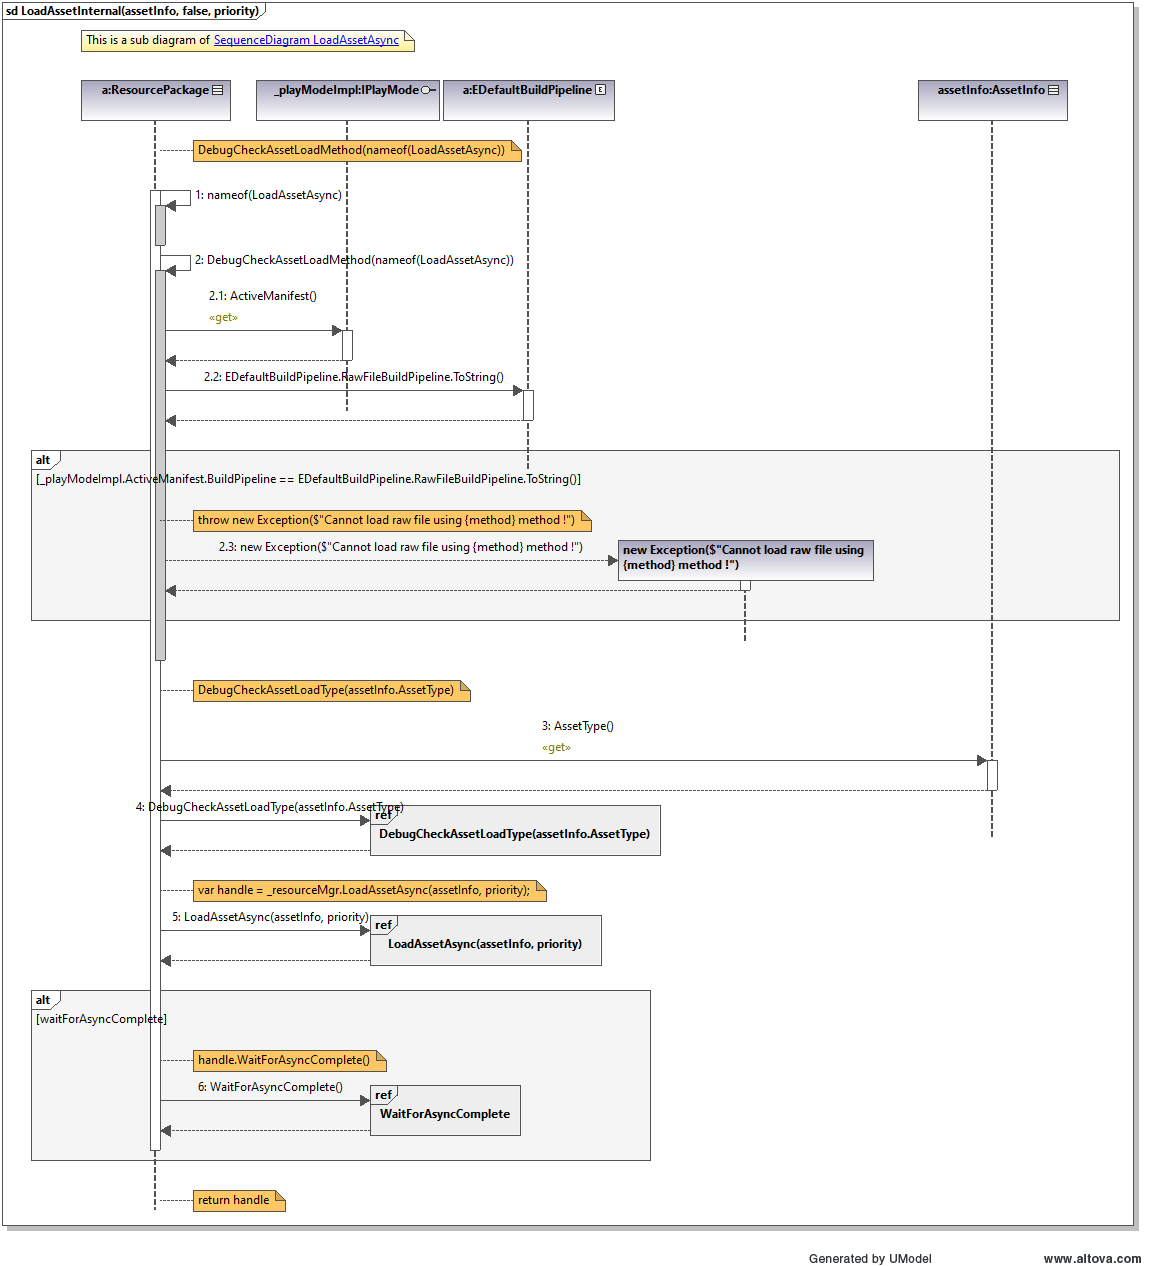 sd LoadAssetInternal(assetInfo, false, priority)
This is a sub diagram of SequenceDiagram LoadAssetAsync
a:ResourcePackage
_playModeImpl:IPlayMode
a:EDefaultBuildPipeline E
assetInfo:AssetInfo
DebugCheckAssetLoadMethod(nameof(LoadAssetAsync))
1: nameof(LoadAssetAsync)
2: DebugCheckAssetLoadMethod(nameof(LoadAssetAsync))
2.1: ActiveManifest()
«get»
2.2: EDefaultBuildPipeline.RawFileBuildPipeline.ToString()
alt
[_playModeImpl.ActiveManifest.BuildPipeline == EDefaultBuildPipeline.RawFileBuildPipeline.ToString()]
throw new Exception($"Cannot load raw file using {method} method !")
2.3: new Exception($"Cannot load raw file using {method} method !")
new Exception($"Cannot load raw file using
{method} method !")
DebugCheckAssetLoadType(assetInfo.AssetType)
3: AssetType()
«get»
4: DebugCheckAssetLoadType(assetInfo.AssetType)
ref
DebugCheckAssetLoadType(assetInfo.AssetType)
var handle = _resourceMgr.LoadAssetAsync(assetInfo, priority);
5: LoadAssetAsync(assetInfo, priority)
ref
LoadAssetAsync(assetInfo, priority)
alt
[waitForAsyncComplete]
handle.WaitForAsyncComplete()
6: WaitForAsyncComplete()
ref
WaitForAsyncComplete
return handle
Generated by UModel
www.altova.com